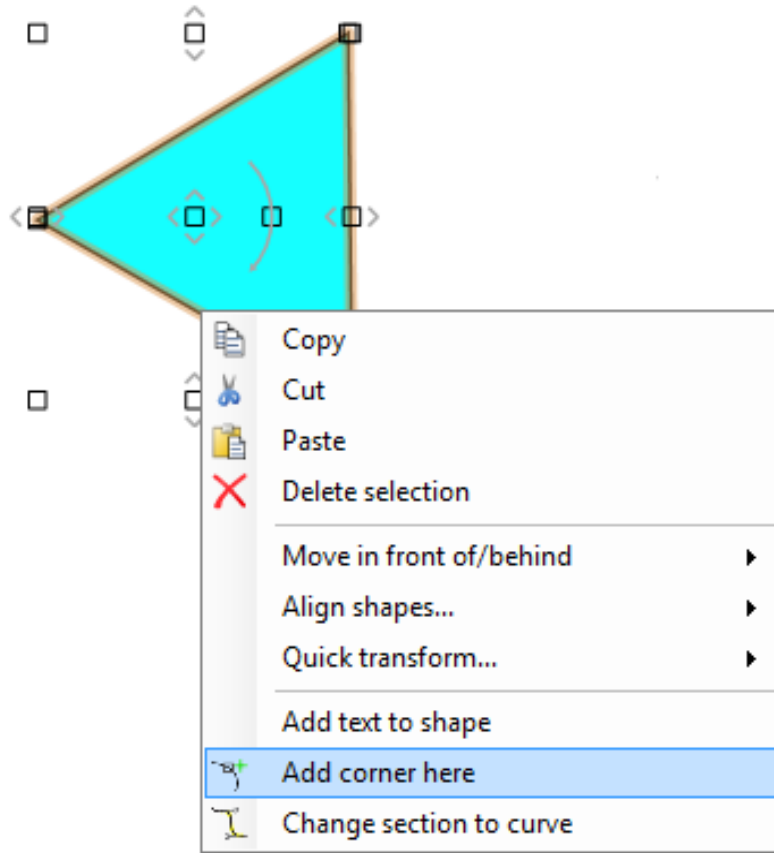 Copy
Cut
Paste
Delete selection
Move in front of/behind
Align shapes...
Quick transform...
Add text to shape
Add corner here
Change section to curve